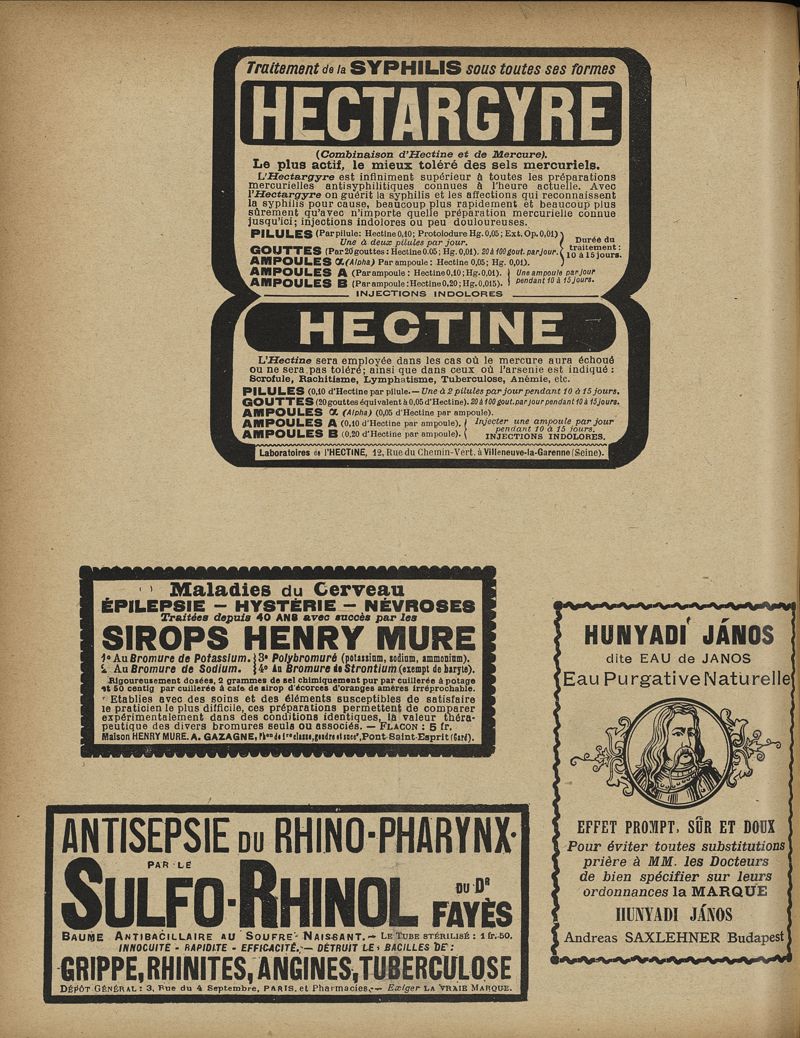 Traitement de la SYPHILIS sous toutes ses formes
HECTARGYRE
(Combinaison d'Hectine et de Mercure).
Le plus actif, le mieux toléré des sels mercuriels.
L'Hectargyre est infiniment supérieur à toutes les préparations
mercurielles antisyphilitiques connues à l'heure actuelle. Avec
l'Hectargyre on guérit la syphilis et les affections qui reconnaissent
la syphilis pour cause, beaucoup plus rapidement et beaucoup plus
sûrement qu'avec n'importe quelle préparation mercurielle connue
jusqu'ici; injections indolores ou peu douloureuses.
PILULES (Par pilule: Hectine 0,10; Protoiodure Hg. 0,05; Ext. Op. 0,01)
Une à deux pilules par jour.
GOUTTES (Par 20 gouttes: Hectine 0.05; Hg. 0,01). 20 à 100 gout. par jour.
Durée du
traitement:
10 à 15 jours.
AMPOULES α (Alpha) Par ampoule: Hectine 0,05; Hg. 0,01).
AMPOULES A (Par ampoule: Hectine 0,10; Hg. 0,01).
AMPOULES B (Par ampoule: Hectine 0,20; Hg. 0,015).
Une ampoule par jour
pendant 10 à 15 jours.
INJECTIONS INDOLORES
HECTINE
L'Hectine sera employée dans les cas où le mercure aura échoué
ou ne sera pas toléré; ainsi que dans ceux où l'arsenic est indiqué:
Scrofule, Rachitisme, Lymphatisme, Tuberculose, Anémie, etc.
PILULES (0,10 d'Hectine par pilule. — Une à 2 pilules par jour pendant 10 à 15 jours.
GOUTTES (20 gouttes équivalent à 0,05 d'Hectine). 20 à 100 gout. par jour pendant 10 à 15 jours.
AMPOULES α (Alpha) (0,05 d'Hectine par ampoule).
AMPOULES A (0,10 d'Hectine par ampoule).
AMPOULES B (0,20 d'Hectine par ampoule).
Injecter une ampoule par jour
pendant 10 à 15 jours.
INJECTIONS INDOLORES.
Laboratoires de l'HECTINE, 12, Rue du Chemin-Vert. à Villeneuve-la-Garenne (Seine).
Maladies du Cerveau
ÉPILEPSIE — HYSTÉRIE — NÉVROSES
Traitées depuis 40 ANS avec succès par les
SIROPS HENRY MURE
1º Au Bromure de Potassium.
2º Au Bromure de Sodium.
3º Polybromuré (potassium, sodium, ammonium).
4º Au Bromure de Strontium (exempt de baryte).
Rigoureusement dosées, 2 grammes de sel chimiquement pur par cuillerée à potage
et 50 centig par cuillerée à café de sirop d'écorces d'oranges amères irréprochable.
Etablies avec des soins et des éléments susceptibles de satisfaire
le praticien le plus difficile, ces préparations permettent de comparer
expérimentalement dans des conditions identiques, la valeur théra-
peutique des divers bromures seuls ou associés. — FLACON : 5 fr.
Maison HENRY MURE. A. GAZAGNE, Phen de 1re classe, gendre et succr, Pont-Saint-Esprit (Gard).
HUNYADI JÁNOS
dite EAU de JANOS
Eau Purgative Naturelle
EFFET PROMPT, SÛR ET DOUX
Pour éviter toutes substitutions
prière à MM. les Docteurs
de bien spécifier sur leurs
ordonnances la MARQUE
HUNYADI JÁNOS
Andreas SAXLEHNER Budapest
ANTISEPSIE DU RHINO-PHARYNX
PAR LE
SULFO-RHINOL DU Dr FAYÈS
BAUME ANTIBACILLAIRE AU SOUFRE NAISSANT. — LE TUBE STÉRILISÉ : 1 fr. 50.
INNOCUITÉ - RAPIDITÉ - EFFICACITÉ. — DÉTRUIT LES BACILLES DE :
GRIPPE, RHINITES, ANGINES, TUBERCULOSE
DÉPÔT GÉNÉRAL : 3, Rue du 4 Septembre, PARIS, et Pharmacies. — Exiger LA VRAIE MARQUE.